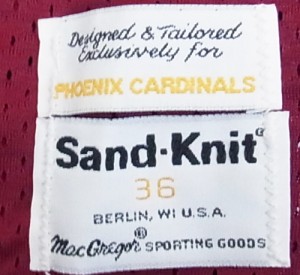 Designed & Tailored
Exclusively for
PHOENIX CARDINALS
Sand-Knit®
36
BERLIN, WI U.S.A.
®
MacGregor SPORTING GOODS